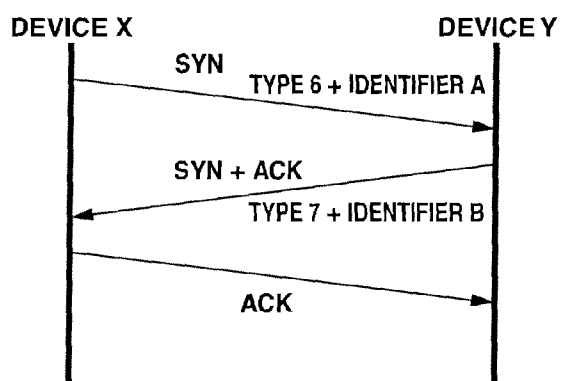 DEVICE X
DEVICE Y
SYN
TYPE 6 + IDENTIFIER A
SYN + ACK
TYPE 7 + IDENTIFIER B
ACK